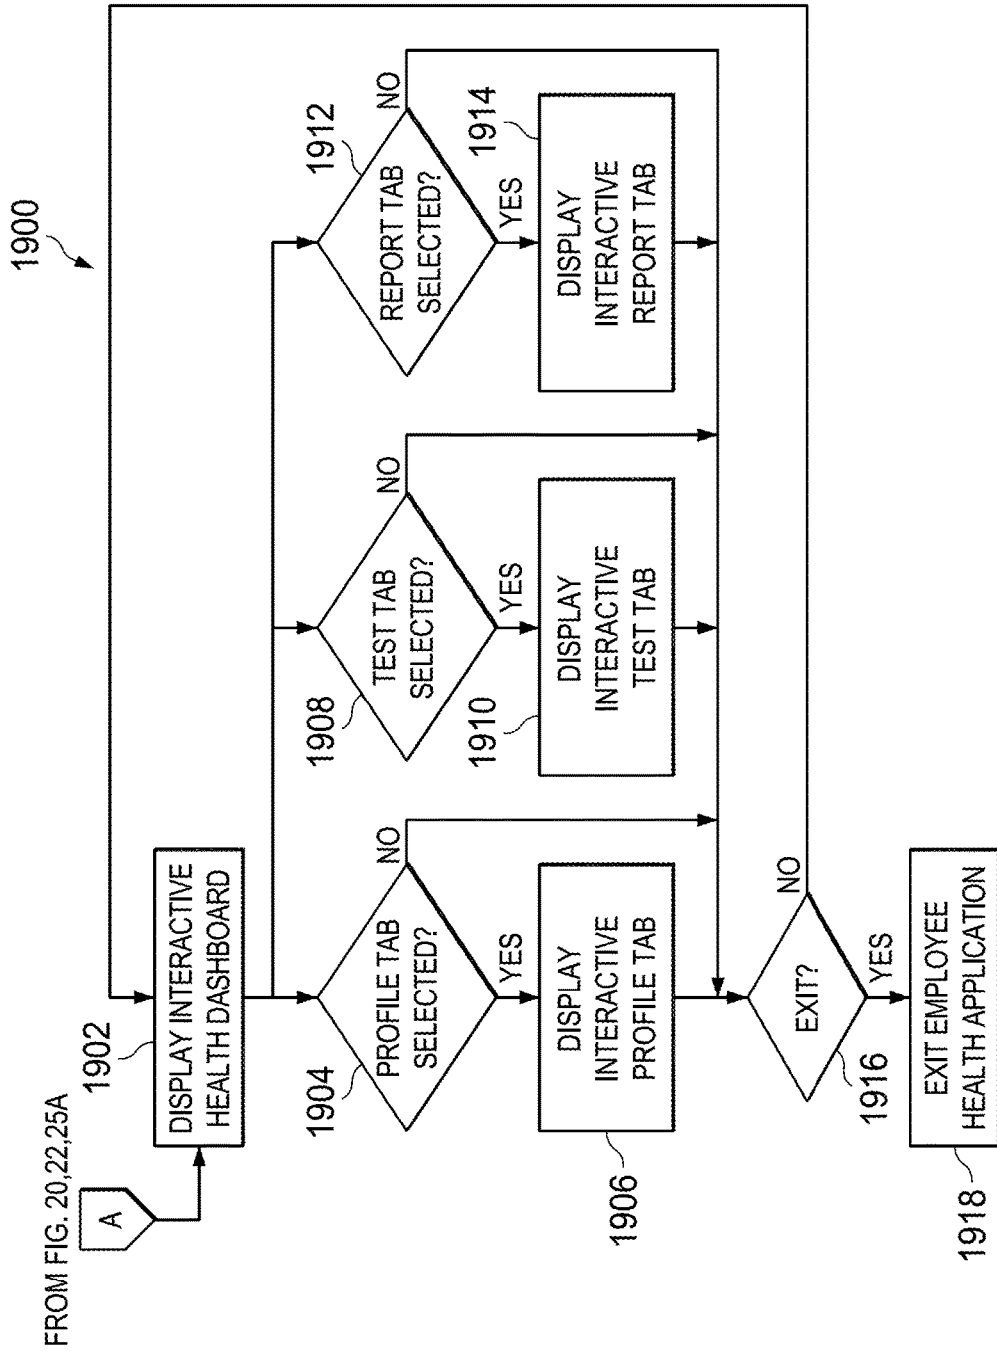 1900
FROM FIG. 20,22,25A
A
1902
DISPLAY INTERACTIVE
HEALTH DASHBOARD
1904
PROFILE TAB
SELECTED?
NO
YES
1908
TEST TAB
SELECTED?
NO
YES
1912
REPORT TAB
SELECTED?
NO
YES
1906
DISPLAY
INTERACTIVE
PROFILE TAB
1910
DISPLAY
INTERACTIVE
TEST TAB
1914
DISPLAY
INTERACTIVE
REPORT TAB
1916
EXIT?
NO
YES
1918
EXIT EMPLOYEE
HEALTH APPLICATION